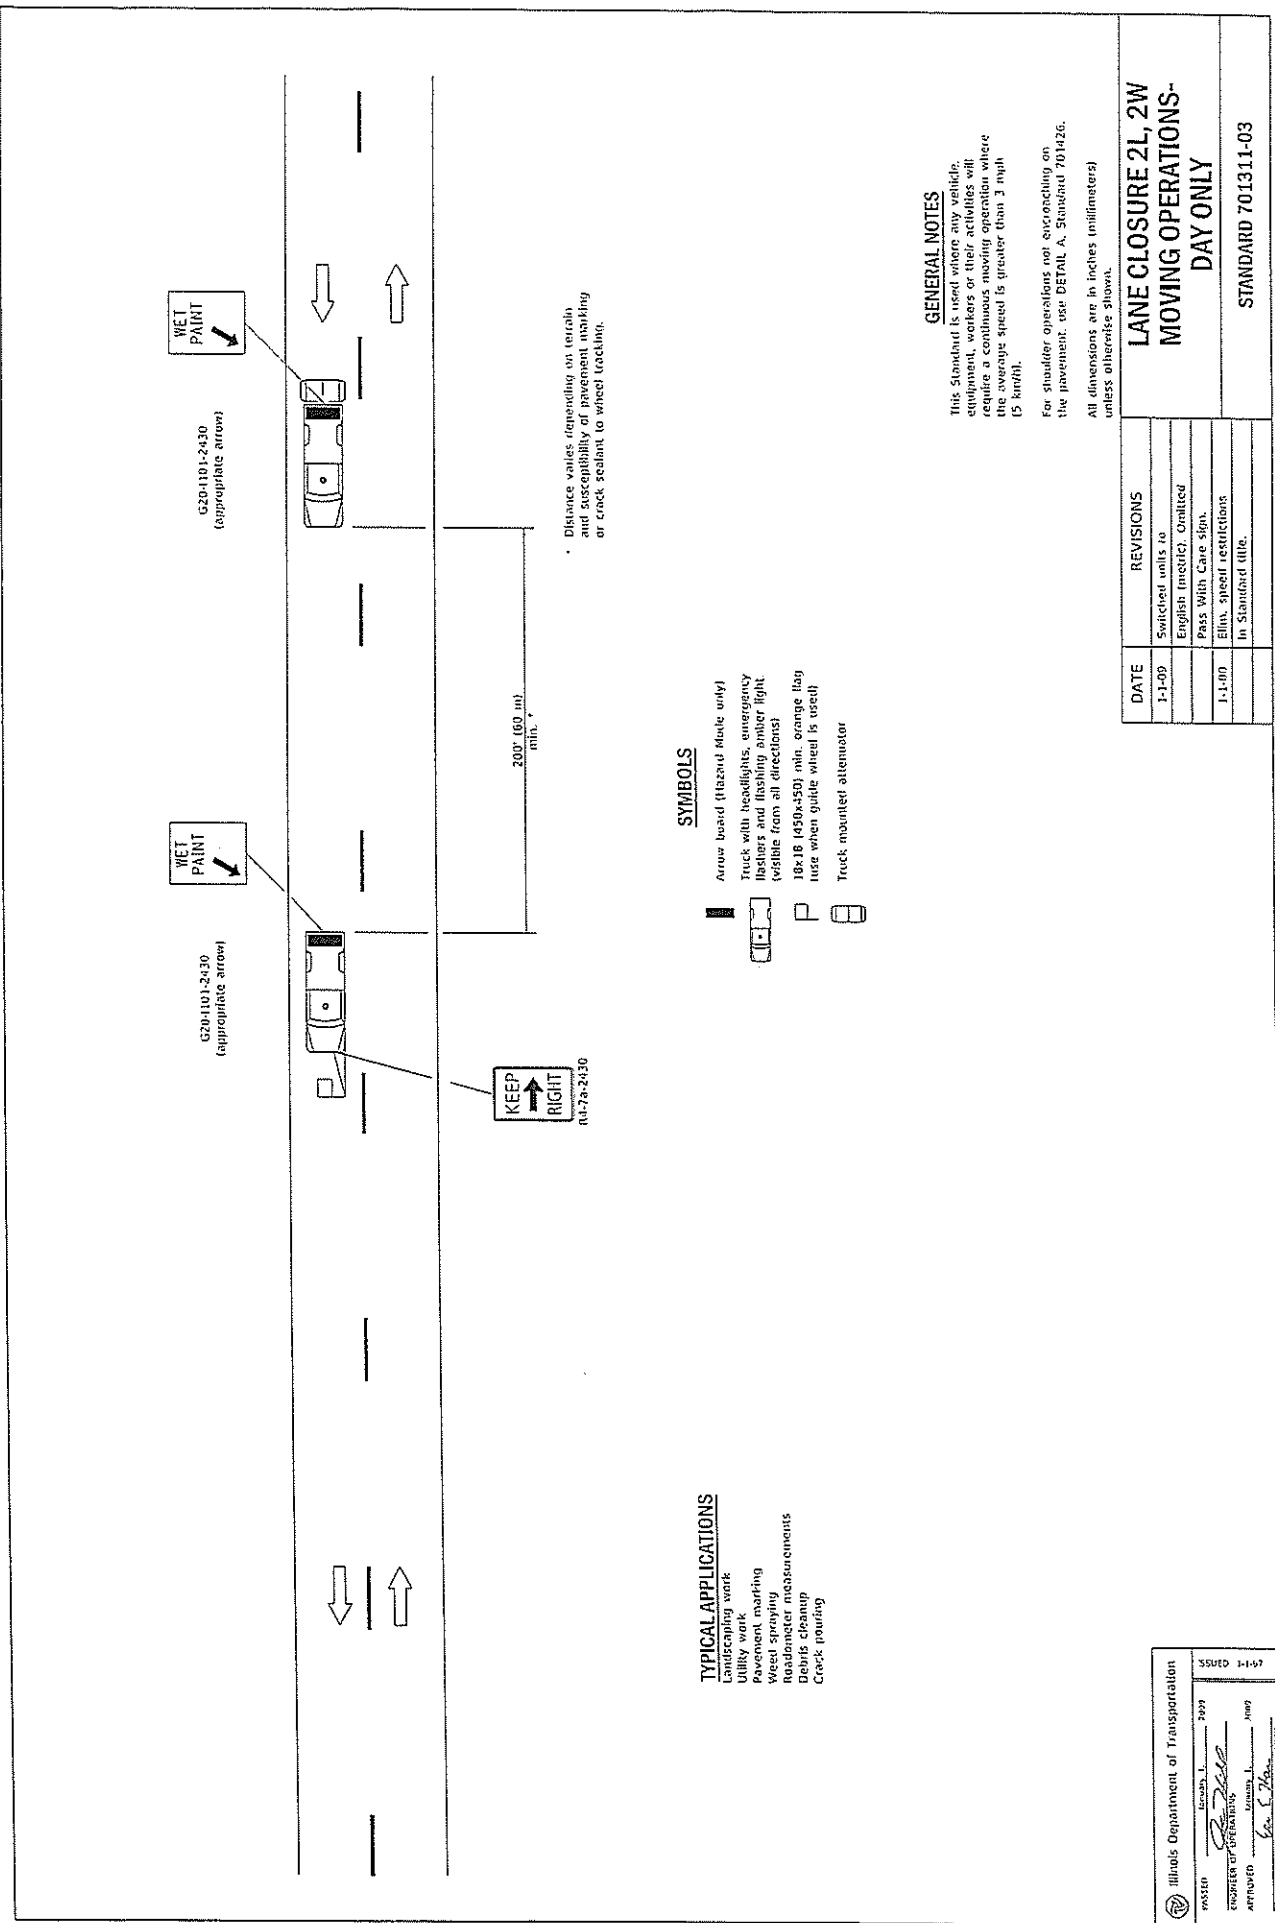 G20-I101-2430
(appropriate arrow)
WET
PAINT
G20-I101-2430
(appropriate arrow)
WET
PAINT
KEEP
RIGHT
R4-7a-2430
200' (60 m)
min. *
* Distance varies depending on terrain
and susceptibility of pavement marking
or crack sealant to wheel tracking.
TYPICAL APPLICATIONS
Landscaping work
Utility work
Pavement marking
Weed spraying
Roadometer measurements
Debris cleanup
Crack pouring
SYMBOLS
Arrow board (Hazard Mode only)
Truck with headlights, emergency
flashers and flashing amber light.
(visible from all directions)
18x18 (450x450) min. orange flag
(use when guide wheel is used)
Truck mounted attenuator
GENERAL NOTES
This Standard is used where any vehicle,
equipment, workers or their activities will
require a continuous moving operation where
the average speed is greater than 3 mph
(5 km/h).
For shoulder operations not encroaching on
the pavement, use DETAIL A, Standard 701426.
All dimensions are in inches (millimeters)
unless otherwise shown.
Illinois Department of Transportation
PASSED January 1, 2009
ENGINEER OF OPERATIONS
APPROVED January 1, 2009
ISSUED 1-1-97
DATE REVISIONS
1-1-09 Switched units to
English (metric). Omitted
Pass With Care sign.
1-1-00 Elim. speed restrictions
in Standard title.
LANE CLOSURE 2L, 2W
MOVING OPERATIONS-
DAY ONLY
STANDARD 701311-03